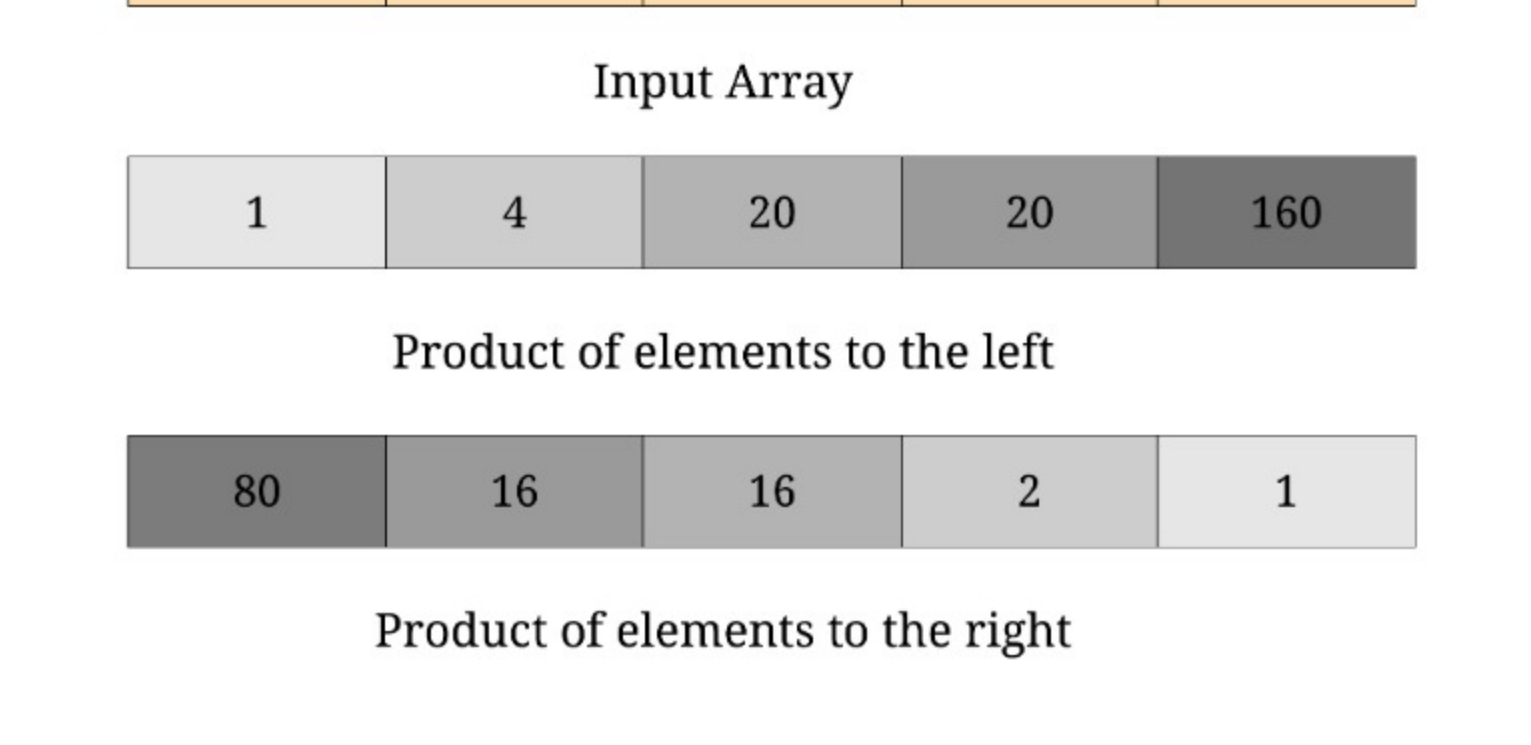 Input Array
1 4 20 20 160
Product of elements to the left
80 16 16 2 1
Product of elements to the right